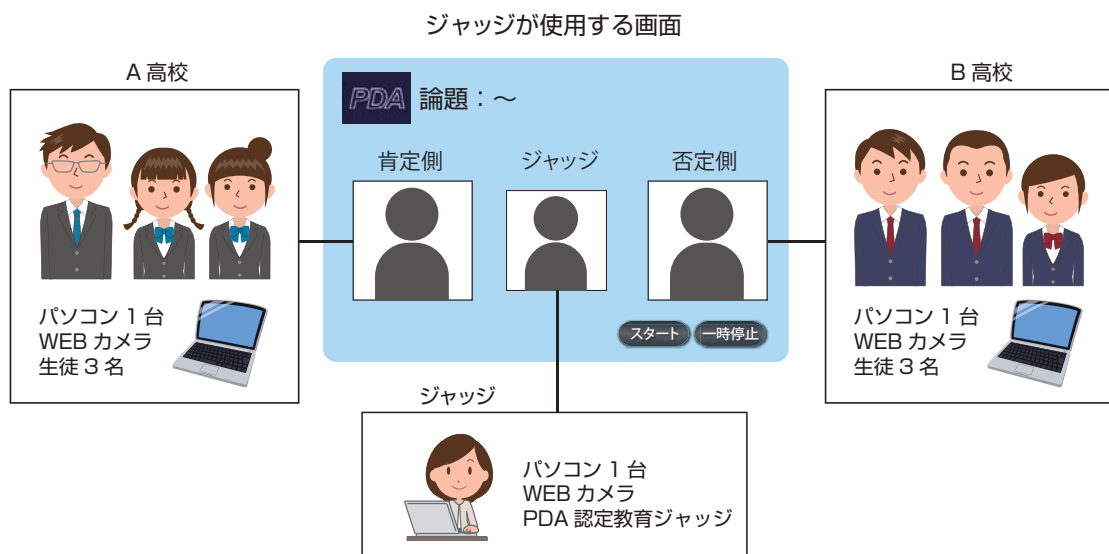 ジャッジが使用する画面
A 高校
B 高校
PDA 論題：～
肯定側
ジャッジ
否定側
スタート
一時停止
パソコン 1 台
WEB カメラ
生徒 3 名
パソコン 1 台
WEB カメラ
生徒 3 名
ジャッジ
パソコン 1 台
WEB カメラ
PDA 認定教育ジャッジ